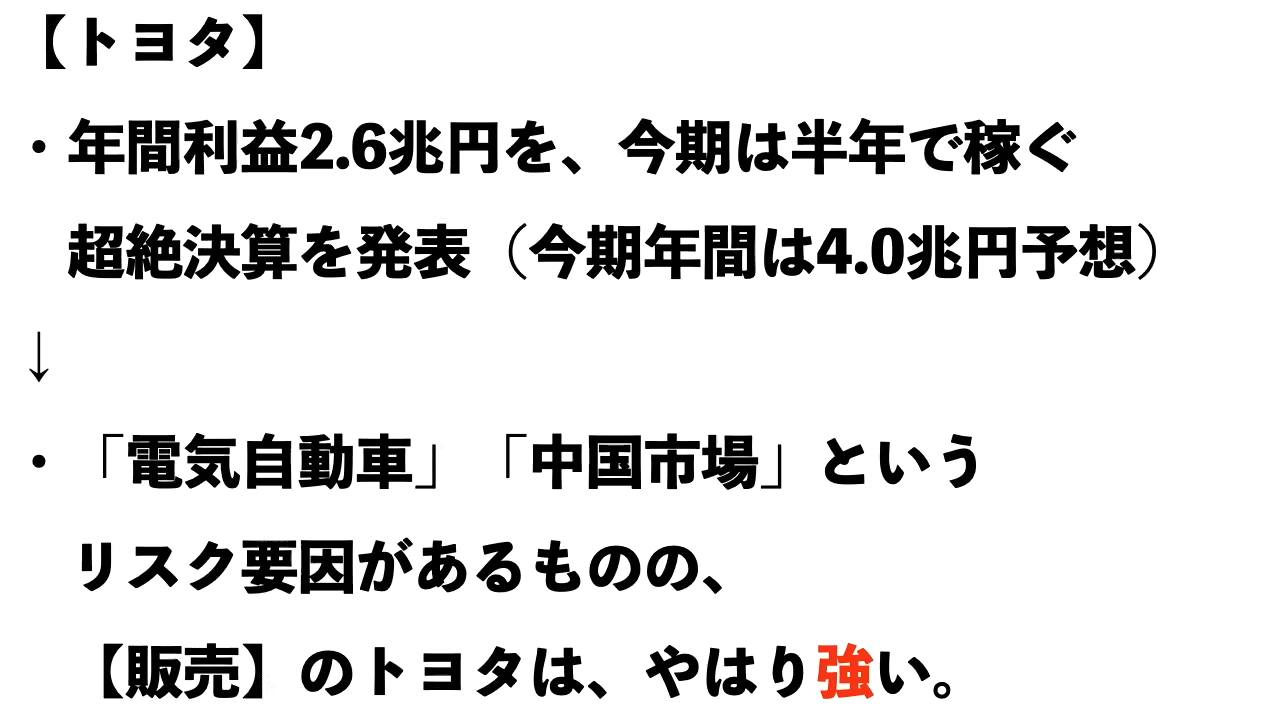 【トヨタ】
・年間利益2.6兆円を、今期は半年で稼ぐ
超絶決算を発表（今期年間は4.0兆円予想）
↓
・「電気自動車」「中国市場」という
リスク要因があるものの、
【販売】のトヨタは、やはり強い。